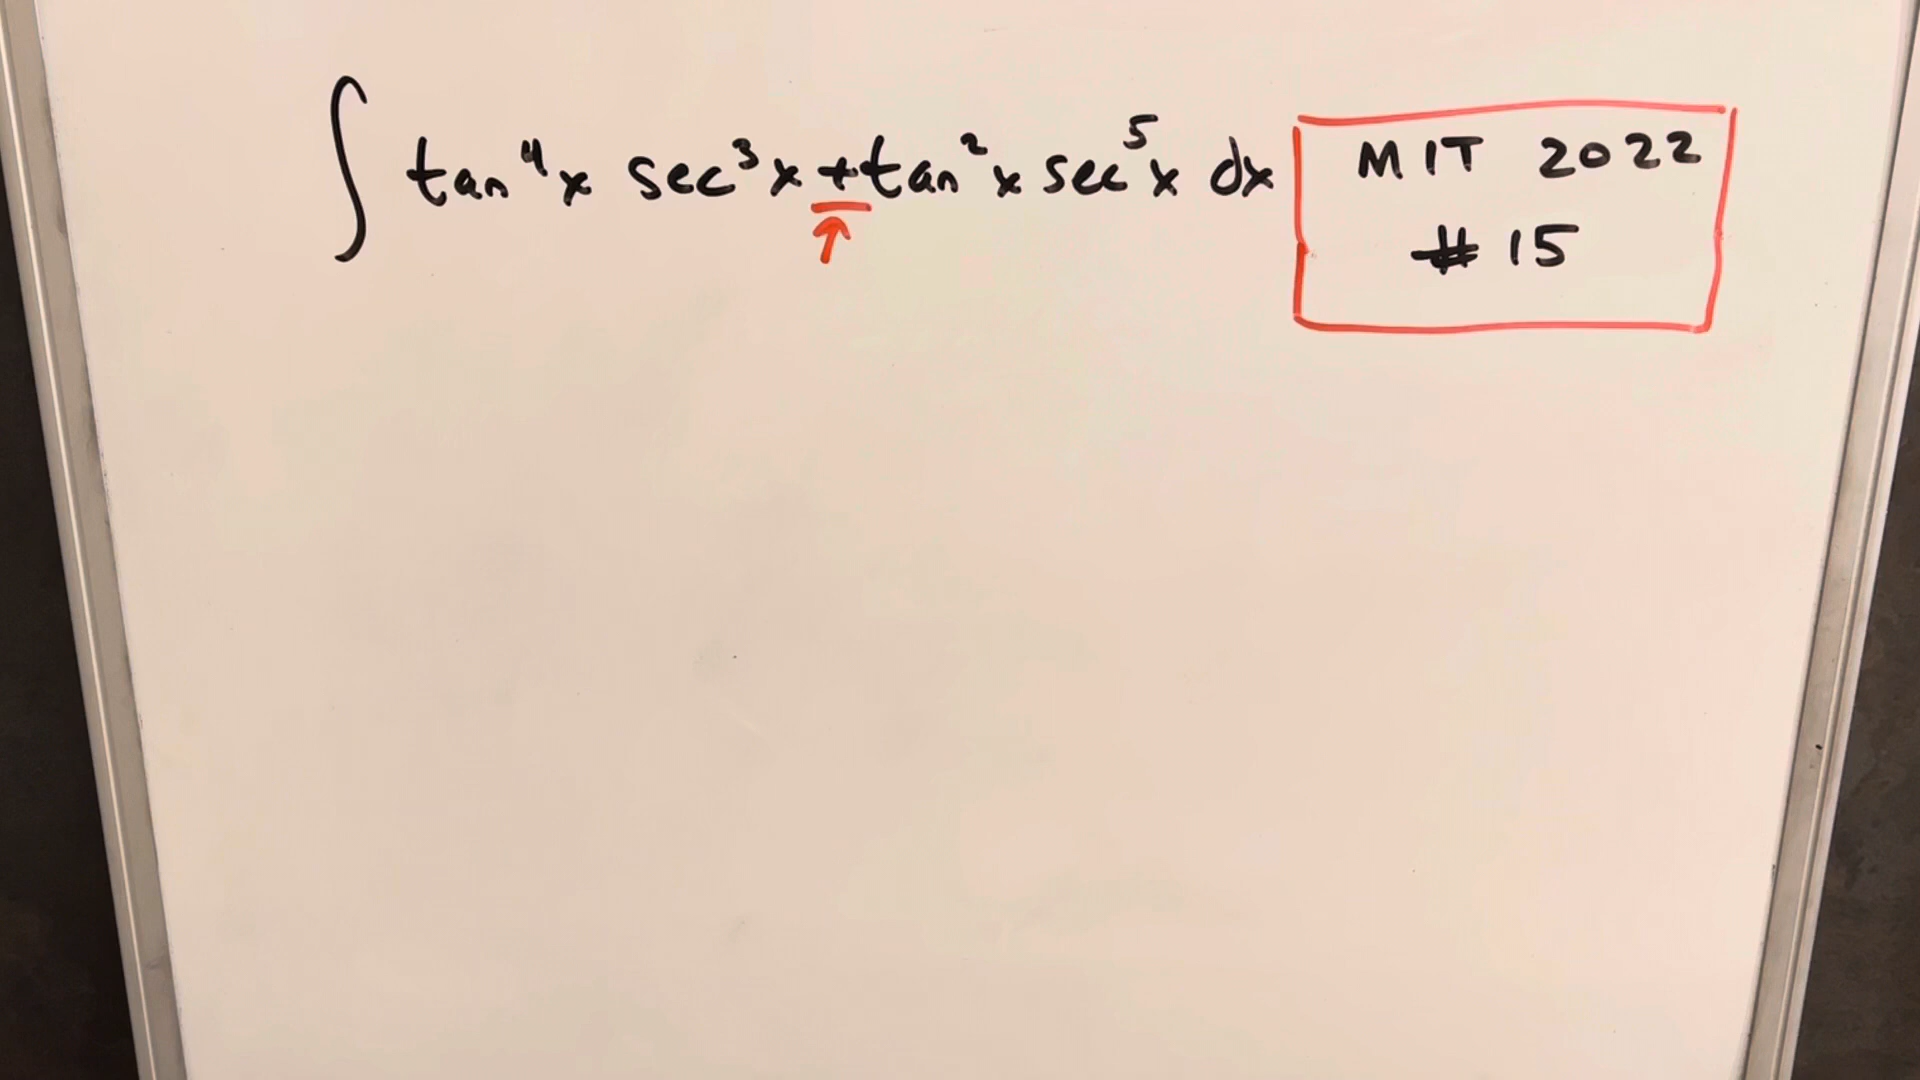 ∫ tan⁴x sec³x + tan²x sec⁵x dx
MIT 2022
# 15